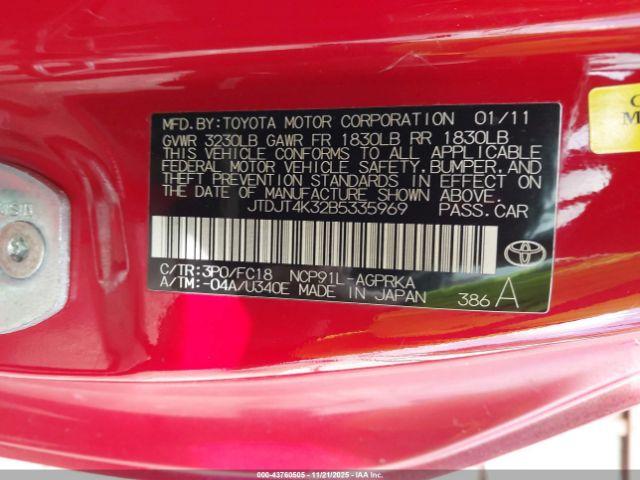 MFD.BY:TOYOTA MOTOR CORPORATION 01/11
GVWR 3230LB GAWR FR 1830LB RR 1830LB
THIS VEHICLE CONFORMS TO ALL APPLICABLE
FEDERAL MOTOR VEHICLE SAFETY,BUMPER,AND
THEFT PREVENTION STANDARDS IN EFFECT ON
THE DATE OF MANUFACTURE SHOWN ABOVE.
JTDJT4K32B5335969 PASS.CAR
C/TR:3P0/FC18 NCP91L-AGPRKA
A/TM:-04A/U340E MADE IN JAPAN 386 A
000-43760505 - 11/21/2025 - IAAI.COM